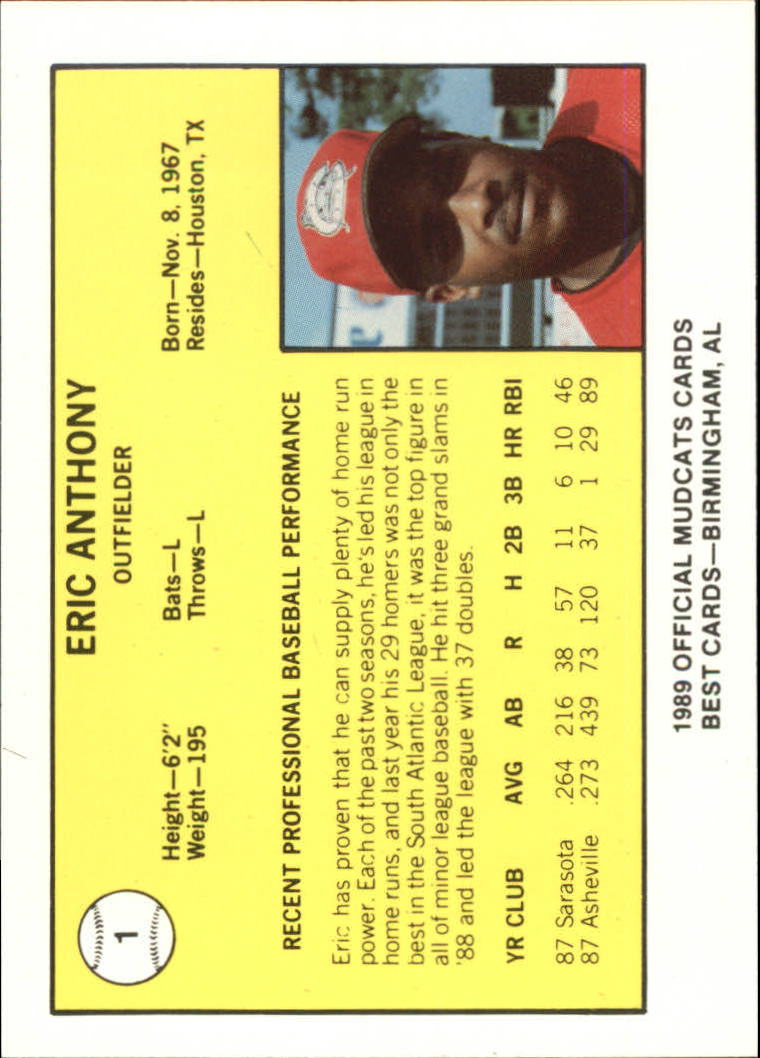 1
ERIC ANTHONY
OUTFIELDER
Height—6'2" Bats—L Born—Nov. 8, 1967
Weight—195 Throws—L Resides—Houston, TX
RECENT PROFESSIONAL BASEBALL PERFORMANCE
Eric has proven that he can supply plenty of home run
power. Each of the past two seasons, he's led his league in
home runs, and last year his 29 homers was not only the
best in the South Atlantic League, it was the top figure in
all of minor league baseball. He hit three grand slams in
'88 and led the league with 37 doubles.
YR CLUB AVG AB R H 2B 3B HR RBI
87 Sarasota .264 216 38 57 11 6 10 46
87 Asheville .273 439 73 120 37 1 29 89
1989 OFFICIAL MUDCATS CARDS
BEST CARDS—BIRMINGHAM, AL